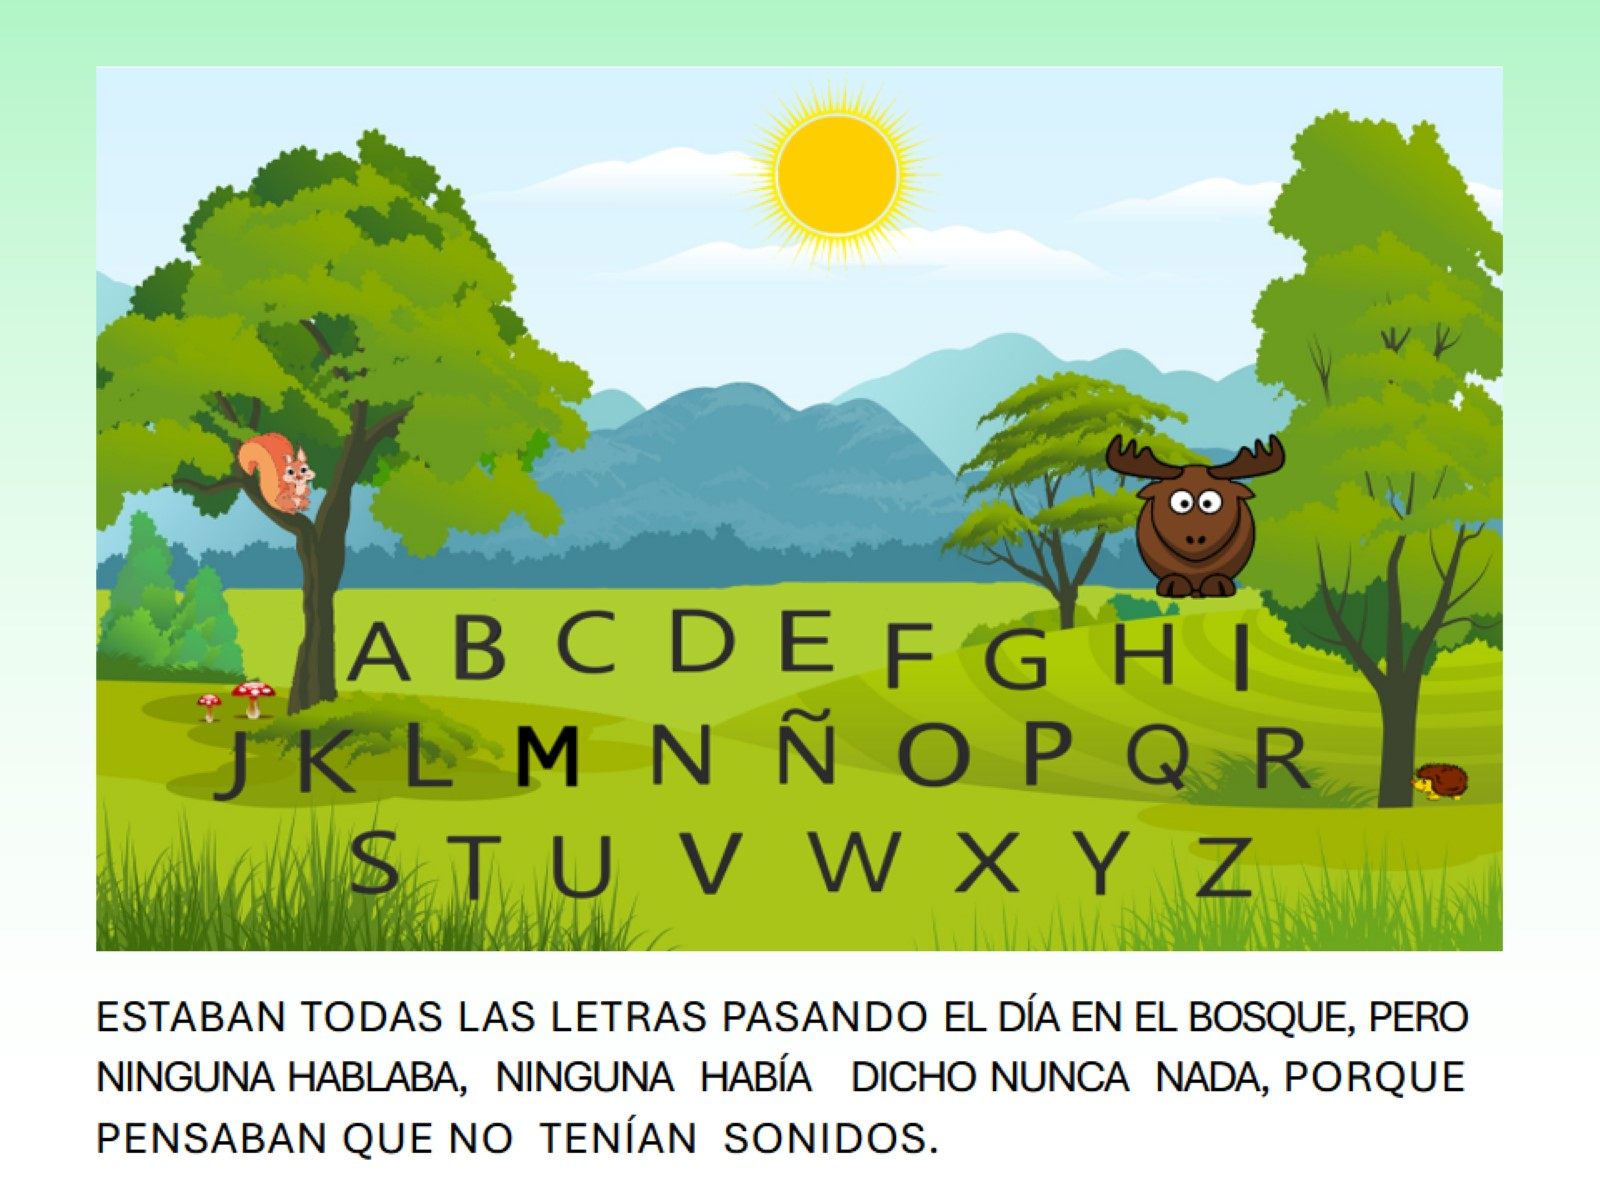 A B C D E F G H I
J K L M N Ñ O P Q R
S T U V W X Y Z
ESTABAN TODAS LAS LETRAS PASANDO EL DÍA EN EL BOSQUE, PERO
NINGUNA HABLABA, NINGUNA HABÍA DICHO NUNCA NADA, PORQUE
PENSABAN QUE NO TENÍAN SONIDOS.